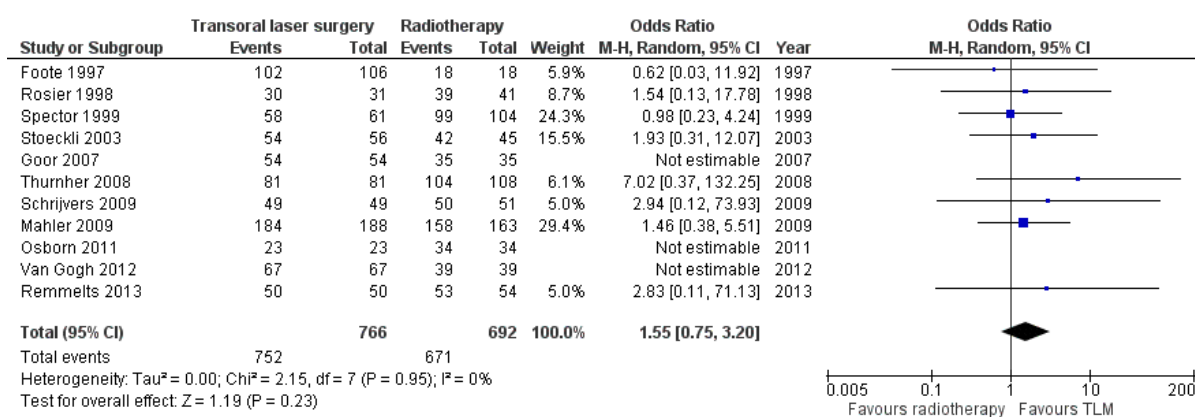 Transoral laser surgery Radiotherapy Odds Ratio Odds Ratio
Study or Subgroup Events Total Events Total Weight M-H, Random, 95% CI Year M-H, Random, 95% CI
Foote 1997 102 106 18 18 5.9% 0.62 [0.03, 11.92] 1997
Rosier 1998 30 31 39 41 8.7% 1.54 [0.13, 17.78] 1998
Spector 1999 58 61 99 104 24.3% 0.98 [0.23, 4.24] 1999
Stoeckli 2003 54 56 42 45 15.5% 1.93 [0.31, 12.07] 2003
Goor 2007 54 54 35 35 Not estimable 2007
Thurnher 2008 81 81 104 108 6.1% 7.02 [0.37, 132.25] 2008
Schrijvers 2009 49 49 50 51 5.0% 2.94 [0.12, 73.93] 2009
Mahler 2009 184 188 158 163 29.4% 1.46 [0.38, 5.51] 2009
Osborn 2011 23 23 34 34 Not estimable 2011
Van Gogh 2012 67 67 39 39 Not estimable 2012
Remmelts 2013 50 50 53 54 5.0% 2.83 [0.11, 71.13] 2013
Total (95% CI) 766 692 100.0% 1.55 [0.75, 3.20]
Total events 752 671
Heterogeneity: Tau² = 0.00; Chi² = 2.15, df = 7 (P = 0.95); I² = 0%
Test for overall effect: Z = 1.19 (P = 0.23)
0.005 0.1 1 10 200
Favours radiotherapy Favours TLM